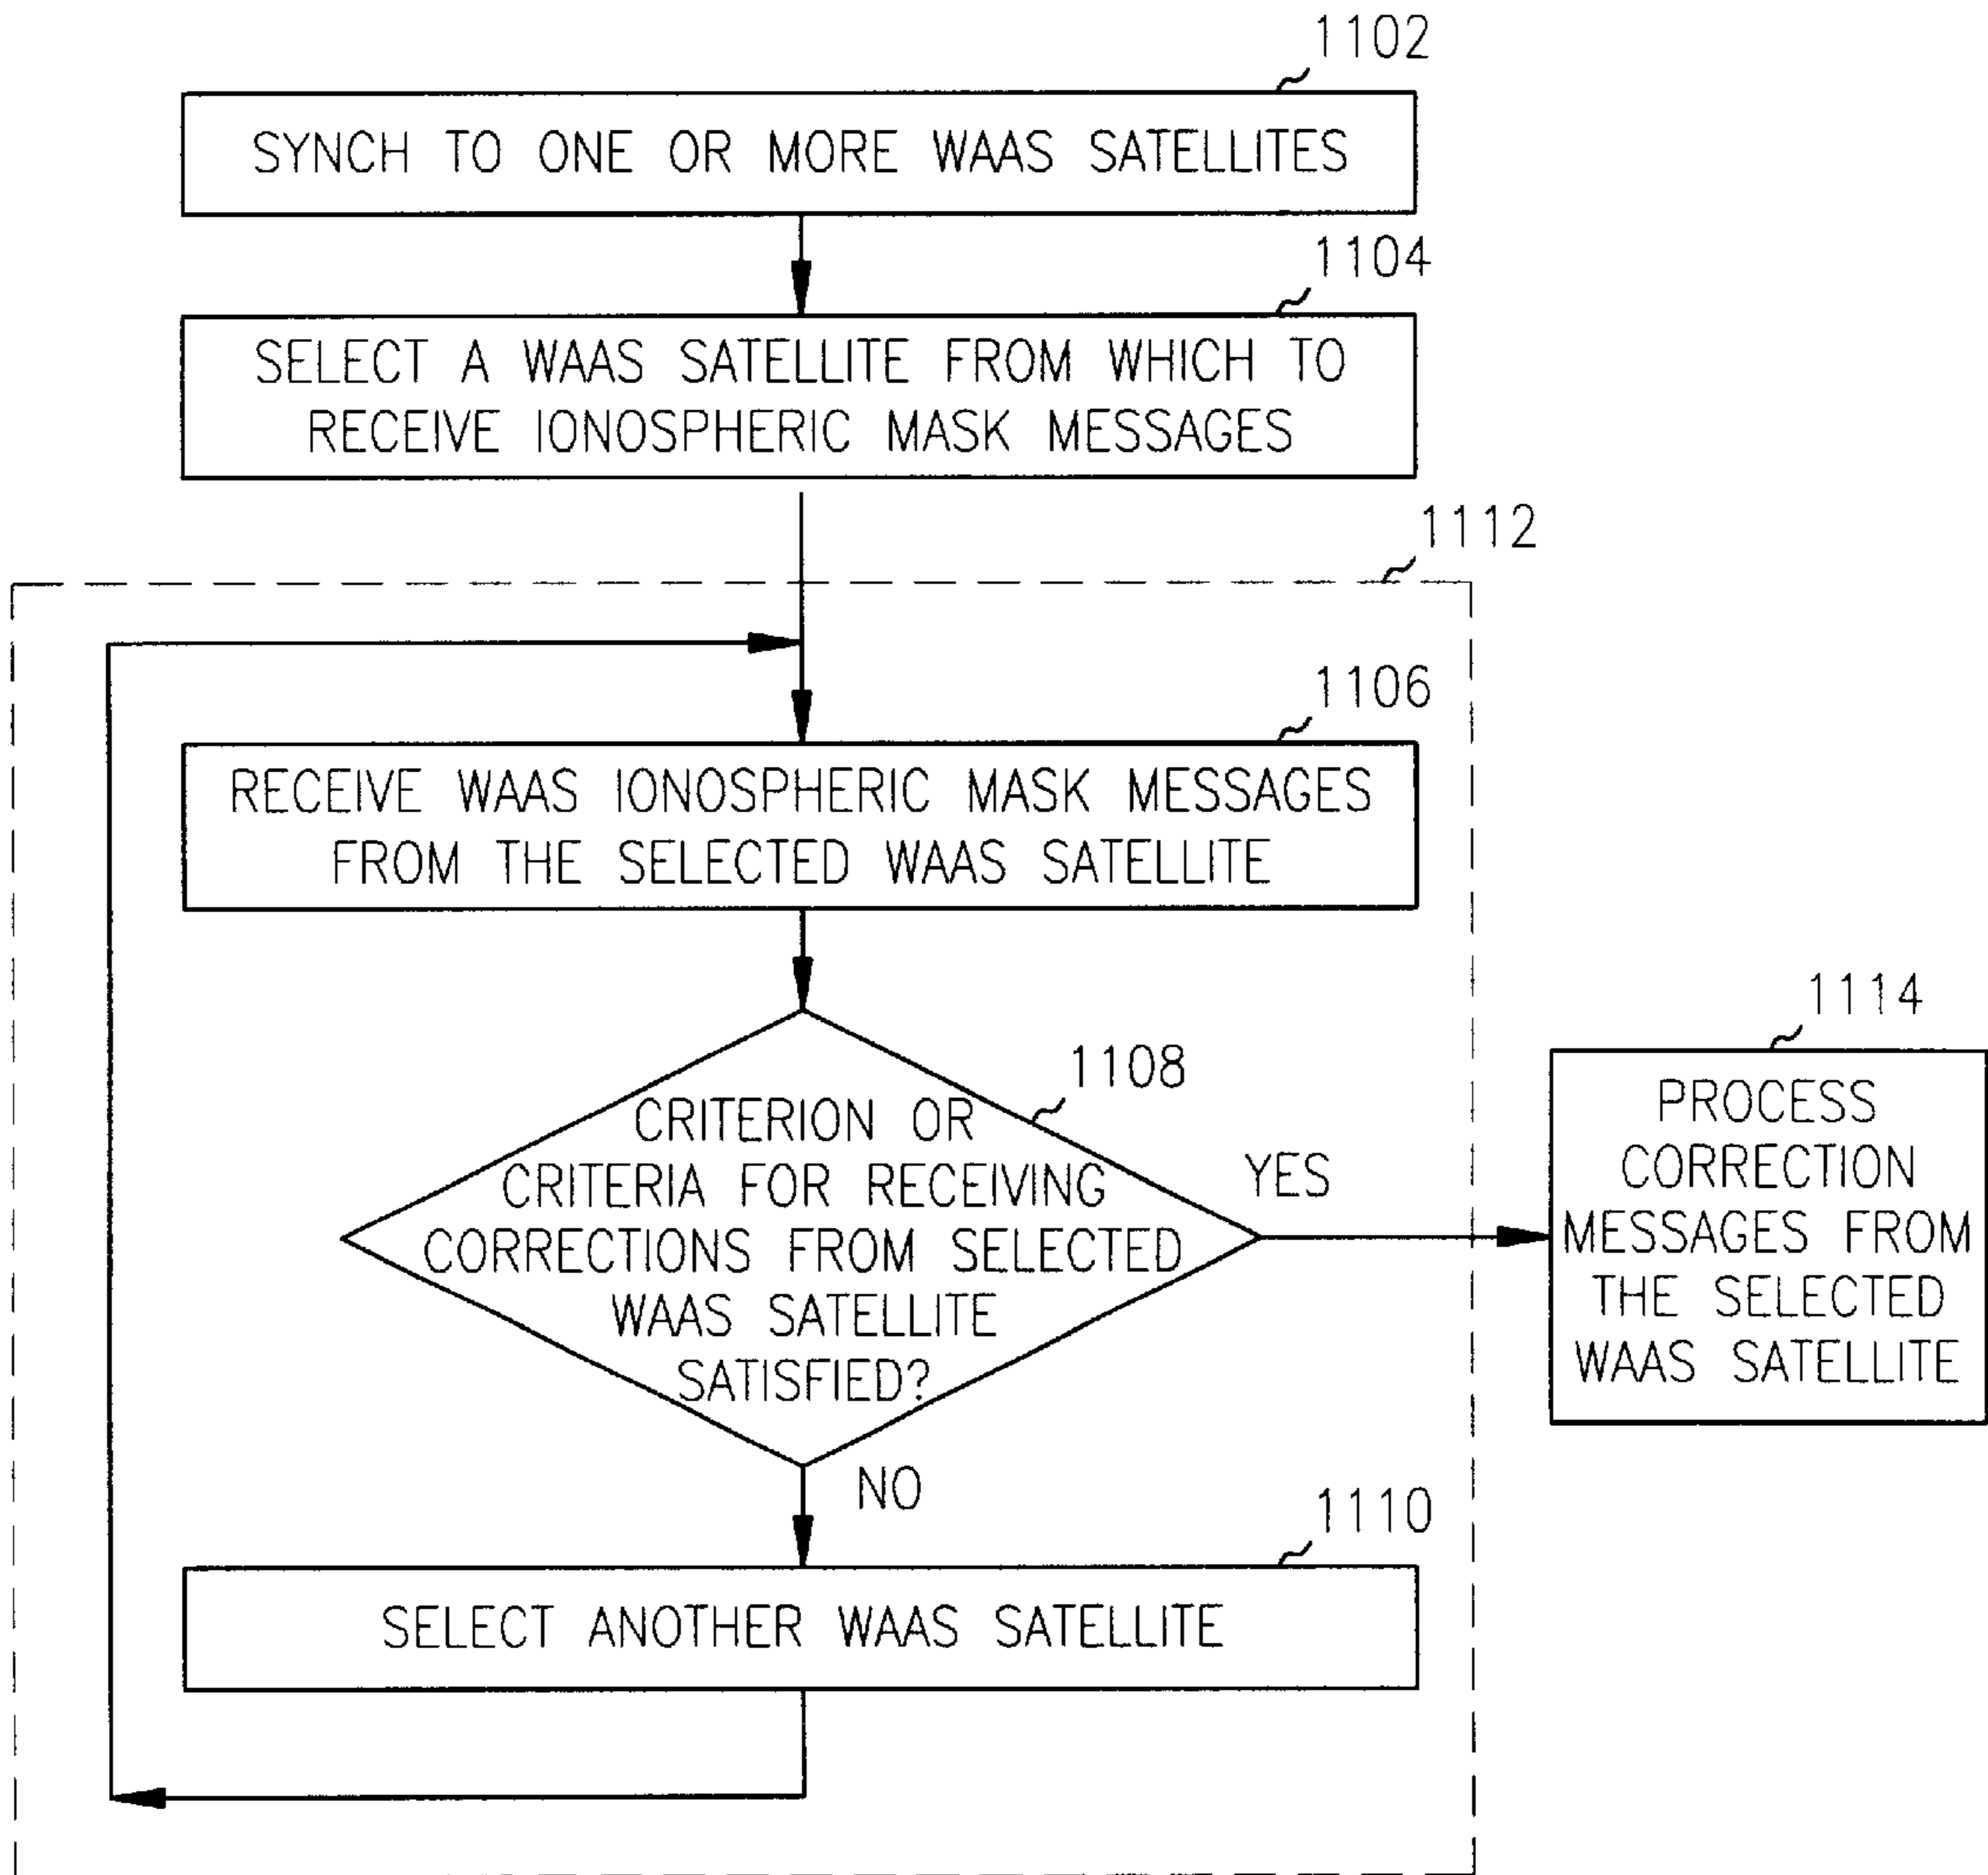 1102
SYNCH TO ONE OR MORE WAAS SATELLITES
1104
SELECT A WAAS SATELLITE FROM WHICH TO
RECEIVE IONOSPHERIC MASK MESSAGES
1112
1106
RECEIVE WAAS IONOSPHERIC MASK MESSAGES
FROM THE SELECTED WAAS SATELLITE
1108
CRITERION OR
CRITERIA FOR RECEIVING
CORRECTIONS FROM SELECTED
WAAS SATELLITE
SATISFIED?
YES
1114
PROCESS
CORRECTION
MESSAGES FROM
THE SELECTED
WAAS SATELLITE
NO
1110
SELECT ANOTHER WAAS SATELLITE